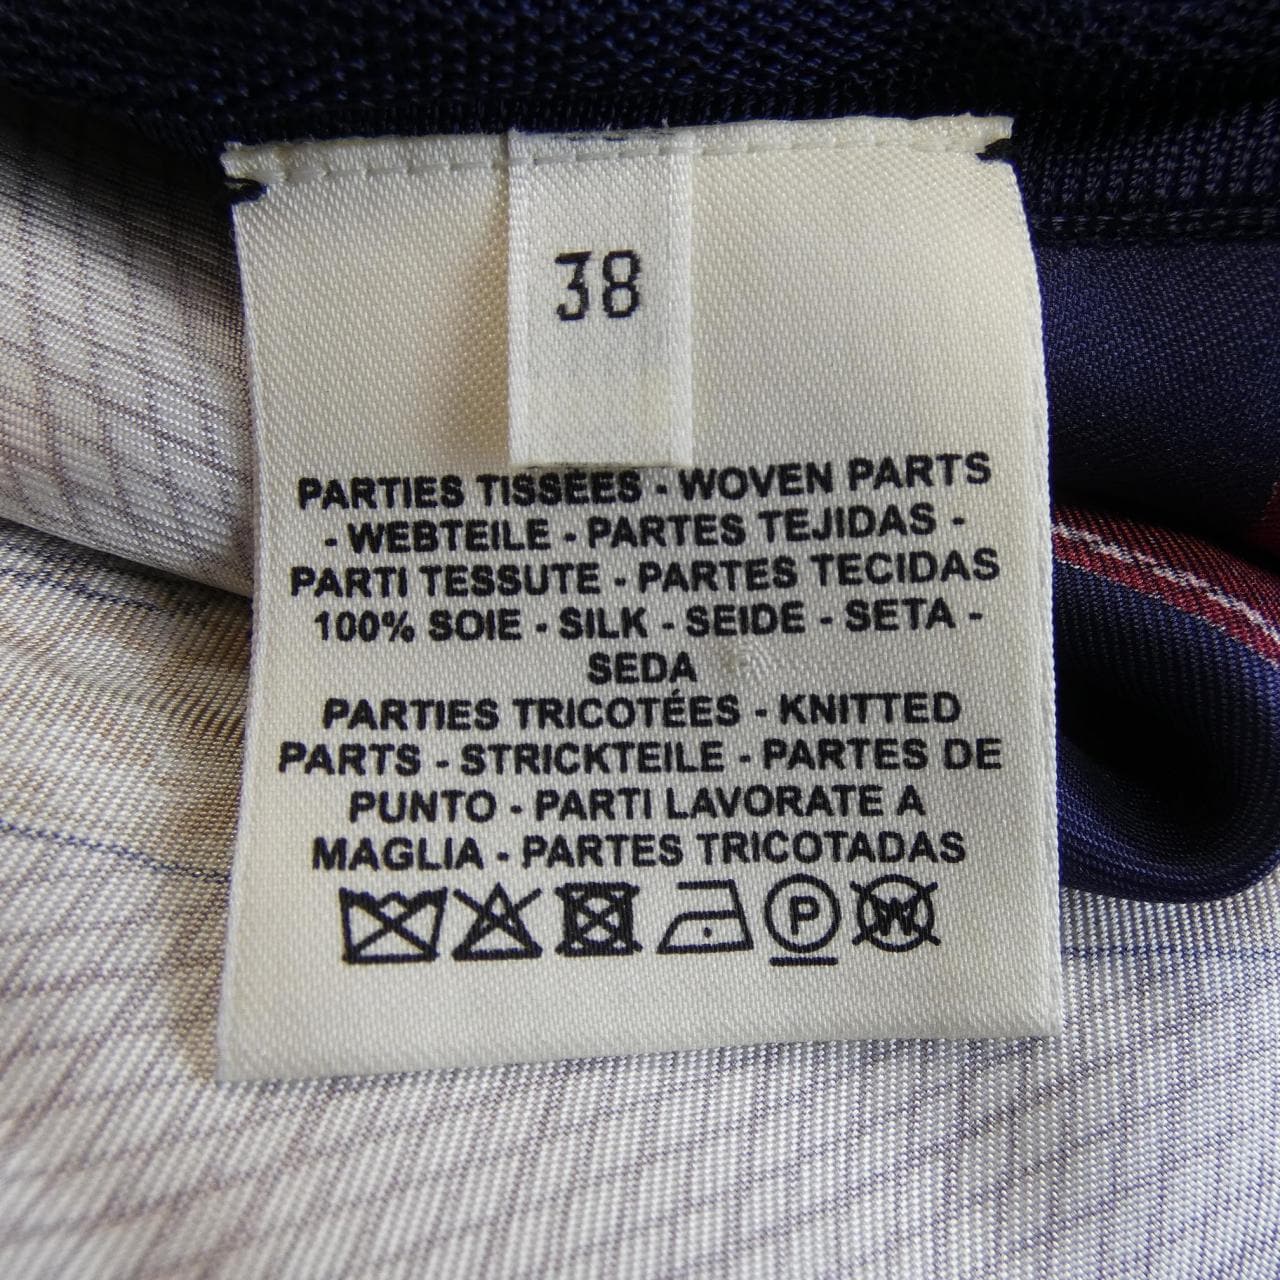 38
PARTIES TISSÉES - WOVEN PARTS
- WEBTEILE - PARTES TEJIDAS -
PARTI TESSUTE - PARTES TECIDAS
100% SOIE - SILK - SEIDE - SETA -
SEDA
PARTIES TRICOTÉES - KNITTED
PARTS - STRICKTEILE - PARTES DE
PUNTO - PARTI LAVORATE A
MAGLIA - PARTES TRICOTADAS
P W